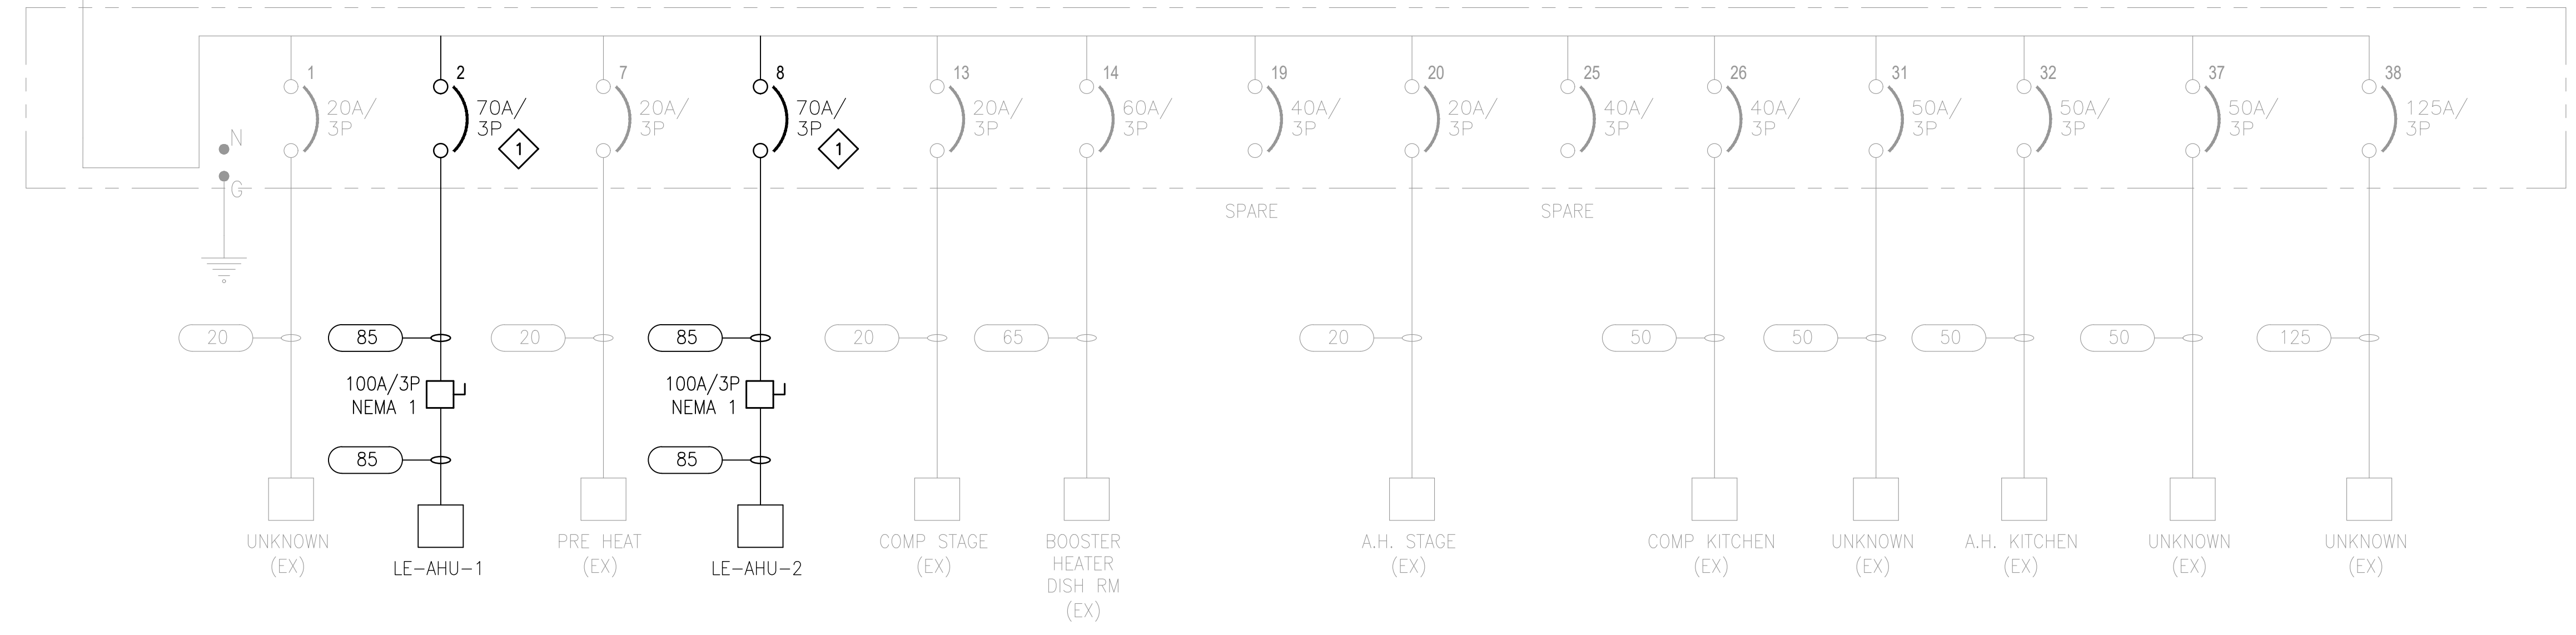 1
2
7
8
13
14
19
20
25
26
31
32
37
38
20A/
3P
70A/
3P
1
20A/
3P
70A/
3P
1
20A/
3P
60A/
3P
40A/
3P
20A/
3P
40A/
3P
40A/
3P
50A/
3P
50A/
3P
50A/
3P
125A/
3P
N
G
SPARE
SPARE
20
85
20
85
20
65
20
50
50
50
50
125
100A/3P
NEMA 1
100A/3P
NEMA 1
85
85
UNKNOWN
(EX)
LE-AHU-1
PRE HEAT
(EX)
LE-AHU-2
COMP STAGE
(EX)
BOOSTER
HEATER
DISH RM
(EX)
A.H. STAGE
(EX)
COMP KITCHEN
(EX)
UNKNOWN
(EX)
A.H. KITCHEN
(EX)
UNKNOWN
(EX)
UNKNOWN
(EX)